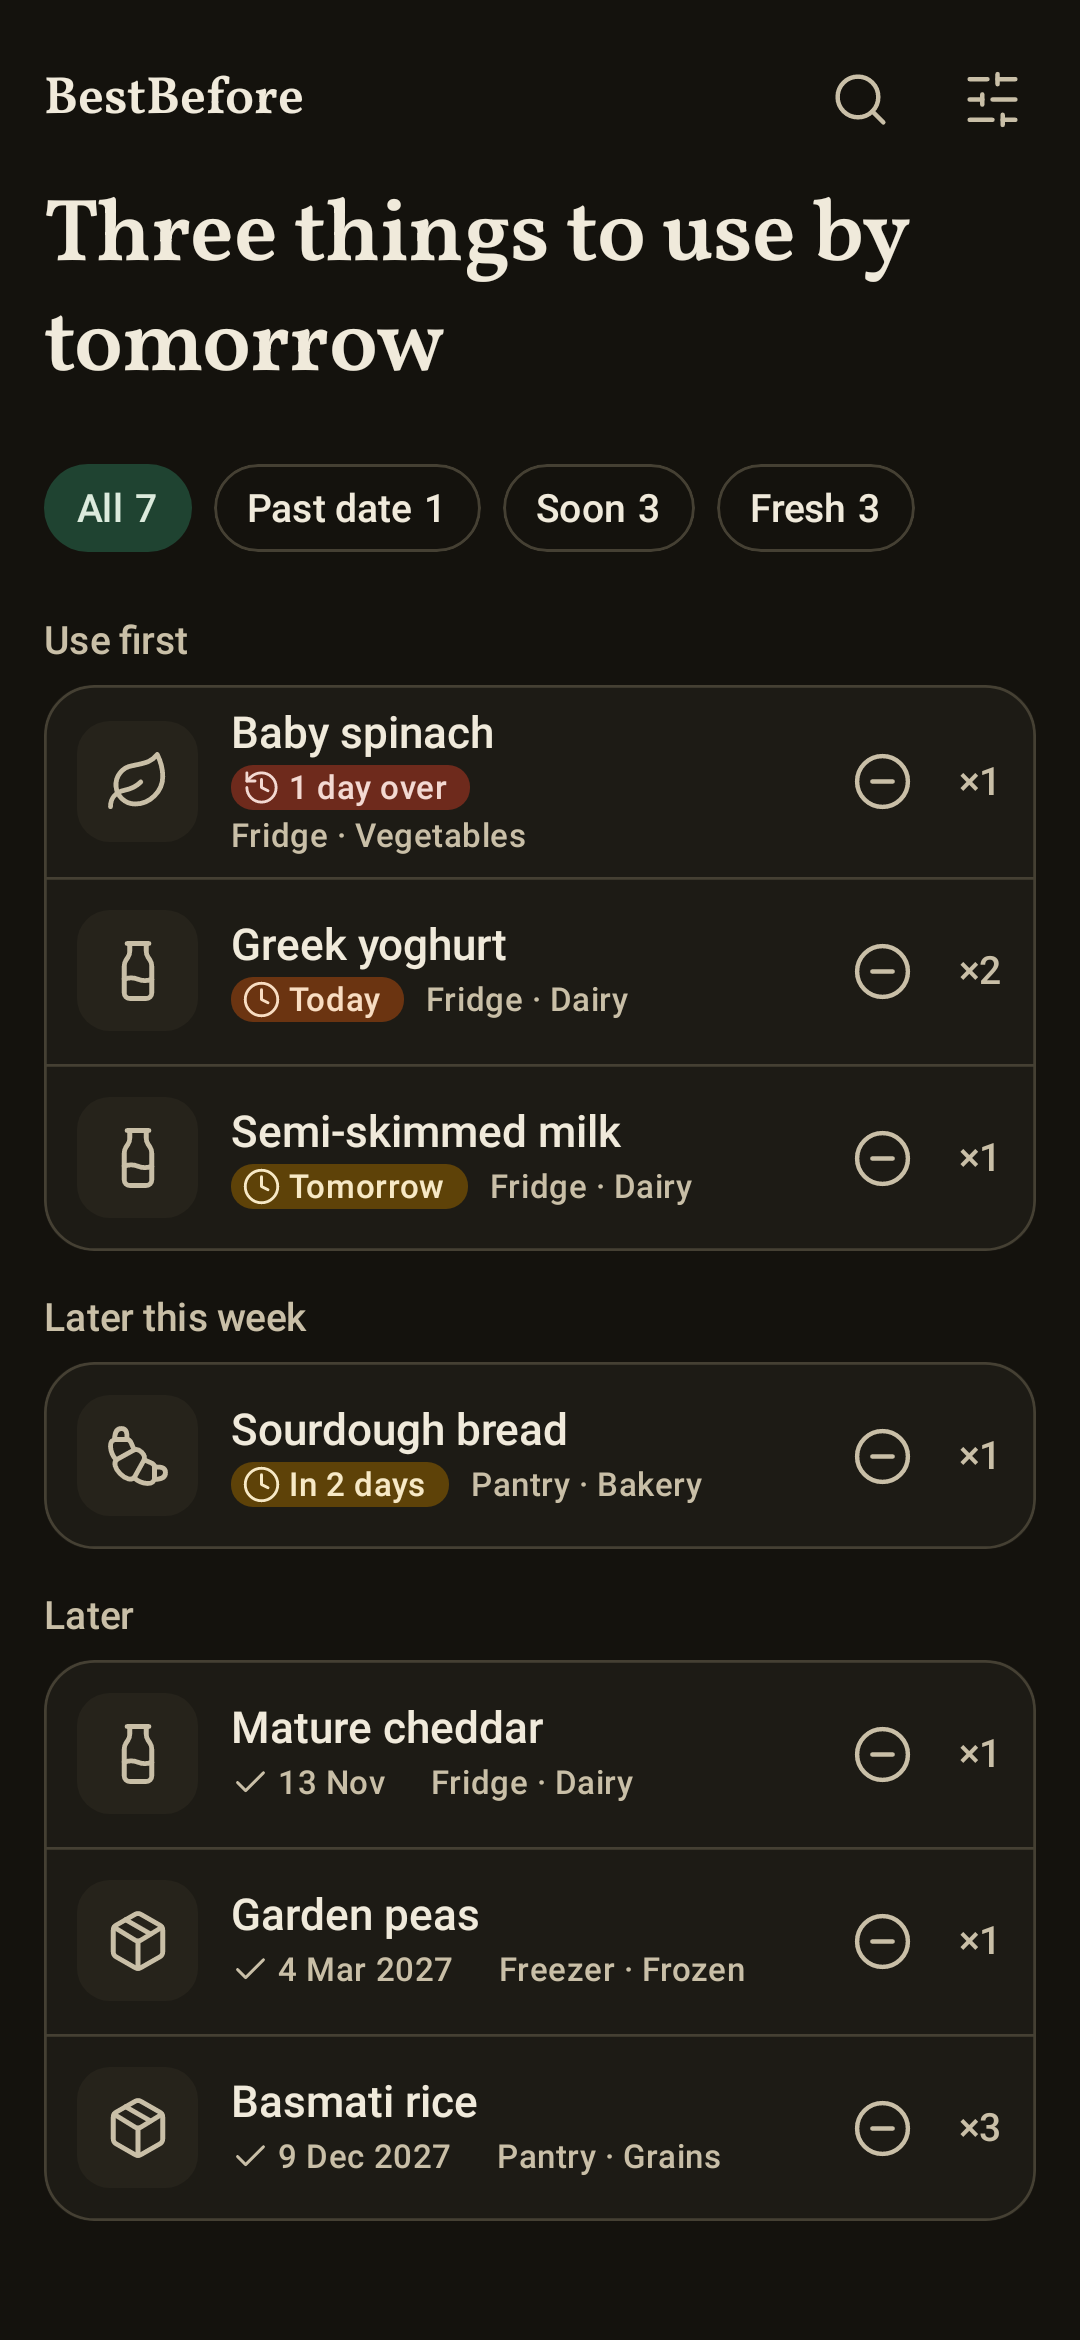 BestBefore
Three things to use by
tomorrow
All 7
Past date 1
Soon 3
Fresh 3
Use first
Baby spinach
1 day over
Fridge · Vegetables
×1
Greek yoghurt
Today Fridge · Dairy
×2
Semi-skimmed milk
Tomorrow Fridge · Dairy
×1
Later this week
Sourdough bread
In 2 days Pantry · Bakery
×1
Later
Mature cheddar
13 Nov Fridge · Dairy
×1
Garden peas
4 Mar 2027 Freezer · Frozen
×1
Basmati rice
9 Dec 2027 Pantry · Grains
×3